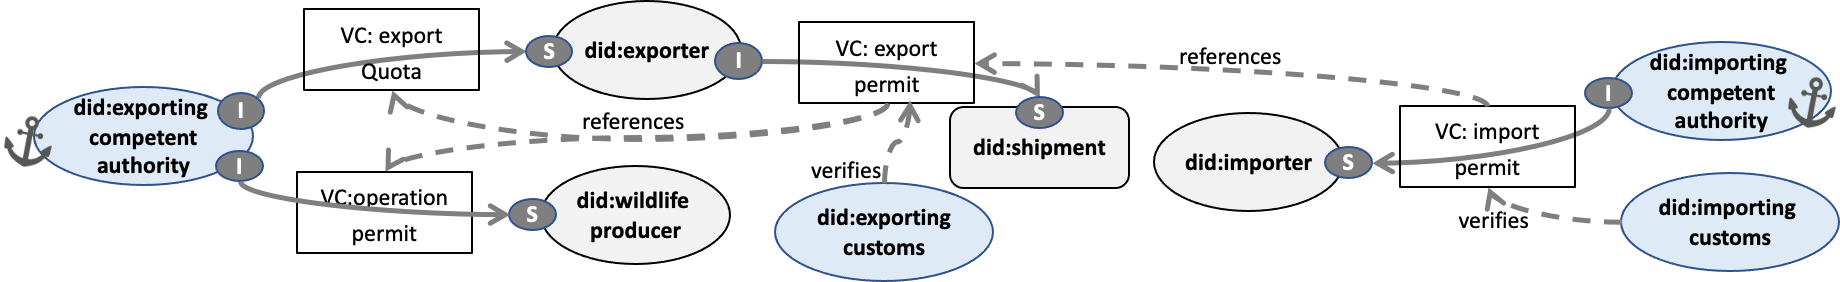 VC: export
Quota
S
did:exporter
I
VC: export
permit
references
did:importing
competent
authority
I
did:exporting
competent
authority
I
I
references
S
did:shipment
VC: import
permit
did:importer
S
verifies
VC:operation
permit
S
did:wildlife
producer
did:exporting
customs
verifies
did:importing
customs